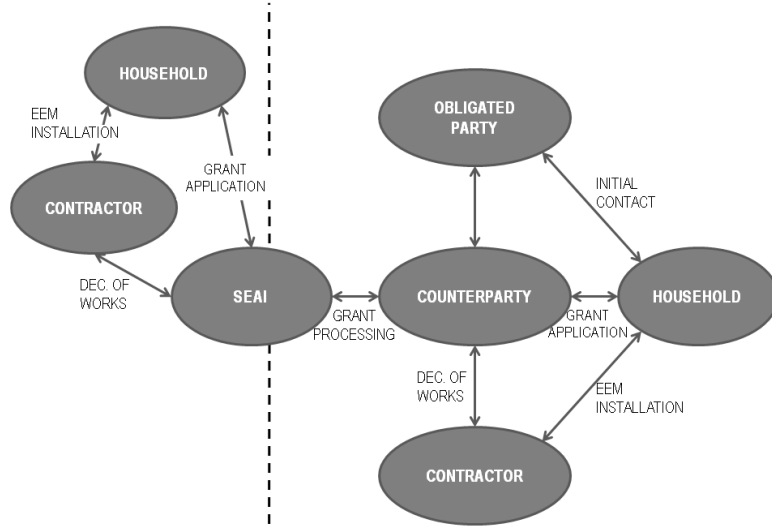 HOUSEHOLD
EEM
INSTALLATION
GRANT
APPLICATION
CONTRACTOR
DEC. OF
WORKS
SEAI
GRANT
PROCESSING
OBLIGATED
PARTY
INITIAL
CONTACT
COUNTERPARTY
GRANT
APPLICATION
HOUSEHOLD
DEC. OF
WORKS
EEM
INSTALLATION
CONTRACTOR